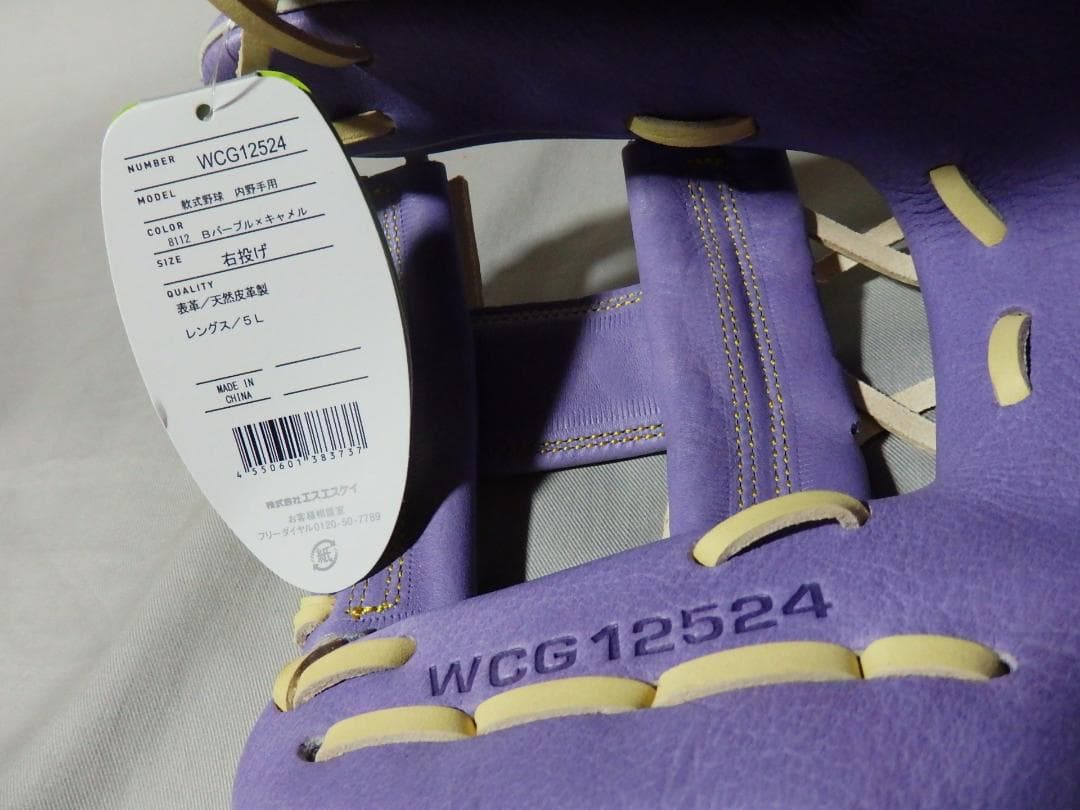 NUMBER WCG12524
MODEL 軟式野球 内野手用
COLOR 8112 Bパープル×キャメル
SIZE 右投げ
QUALITY
表革/天然皮革製
レングス/5L
MADE IN
CHINA
4 550601 383737
株式会社エスエスケイ
お客様相談室
フリーダイヤル0120-50-7789
紙
WCG12524